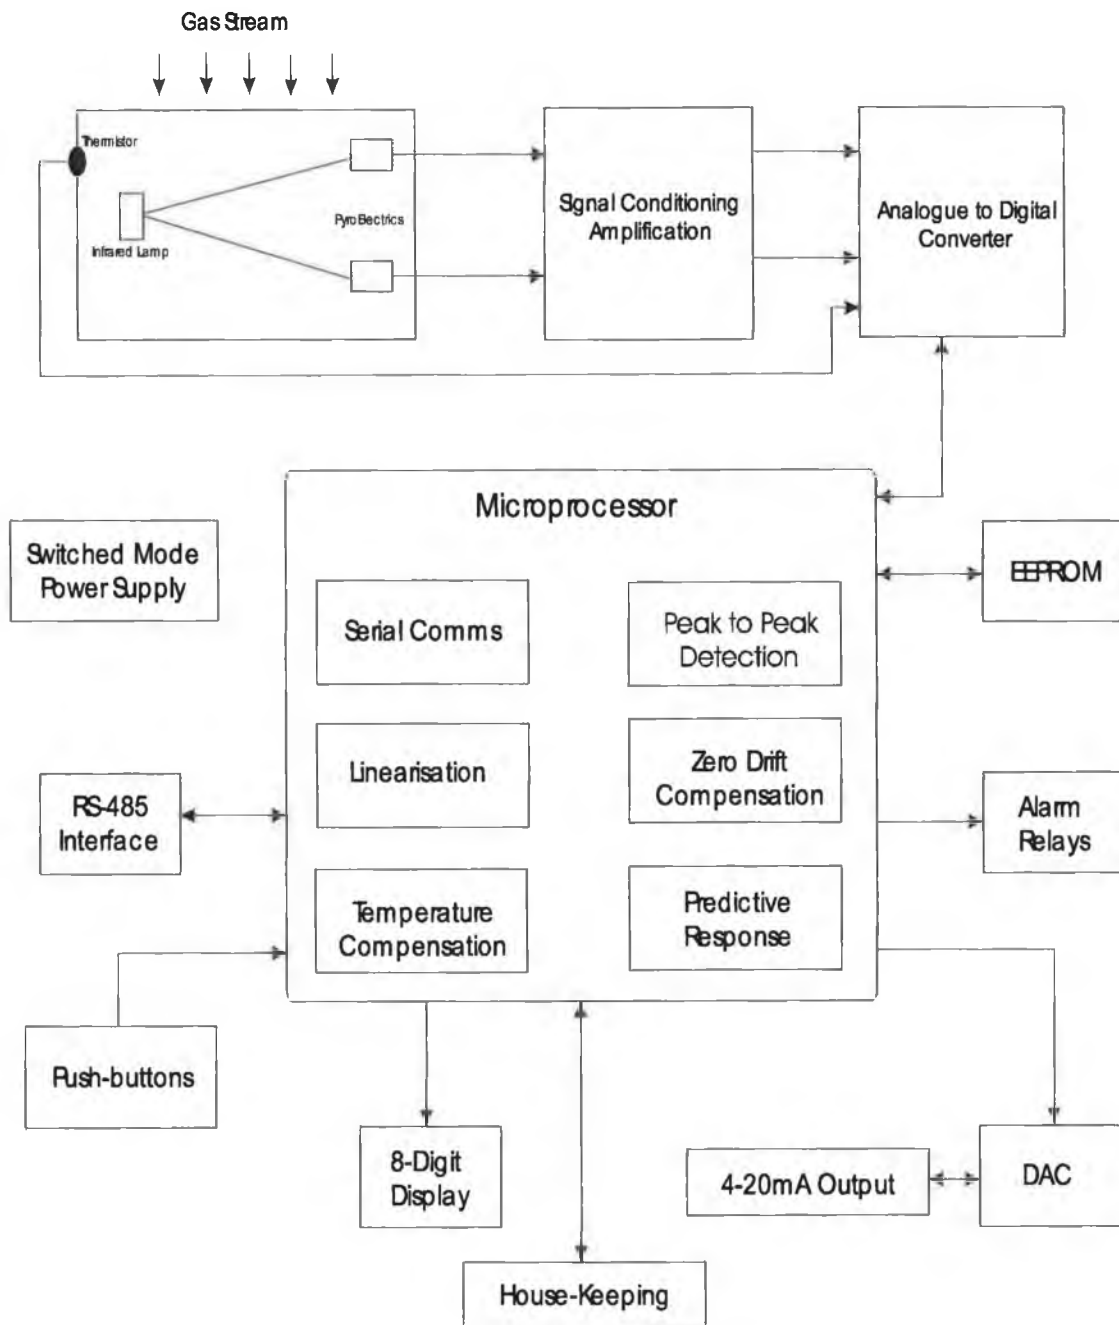 Gas Stream
Thermistor
Infrared Lamp
Pyro Electrics
Signal Conditioning
Amplification
Analogue to Digital
Converter
Microprocessor
Switched Mode
Power Supply
EEPROM
Serial Comms
Peak to Peak
Detection
Linearisation
Zero Drift
Compensation
RS-485
Interface
Alarm
Relays
Temperature
Compensation
Predictive
Response
Push-buttons
8-Digit
Display
4-20mA Output
DAC
House-Keeping